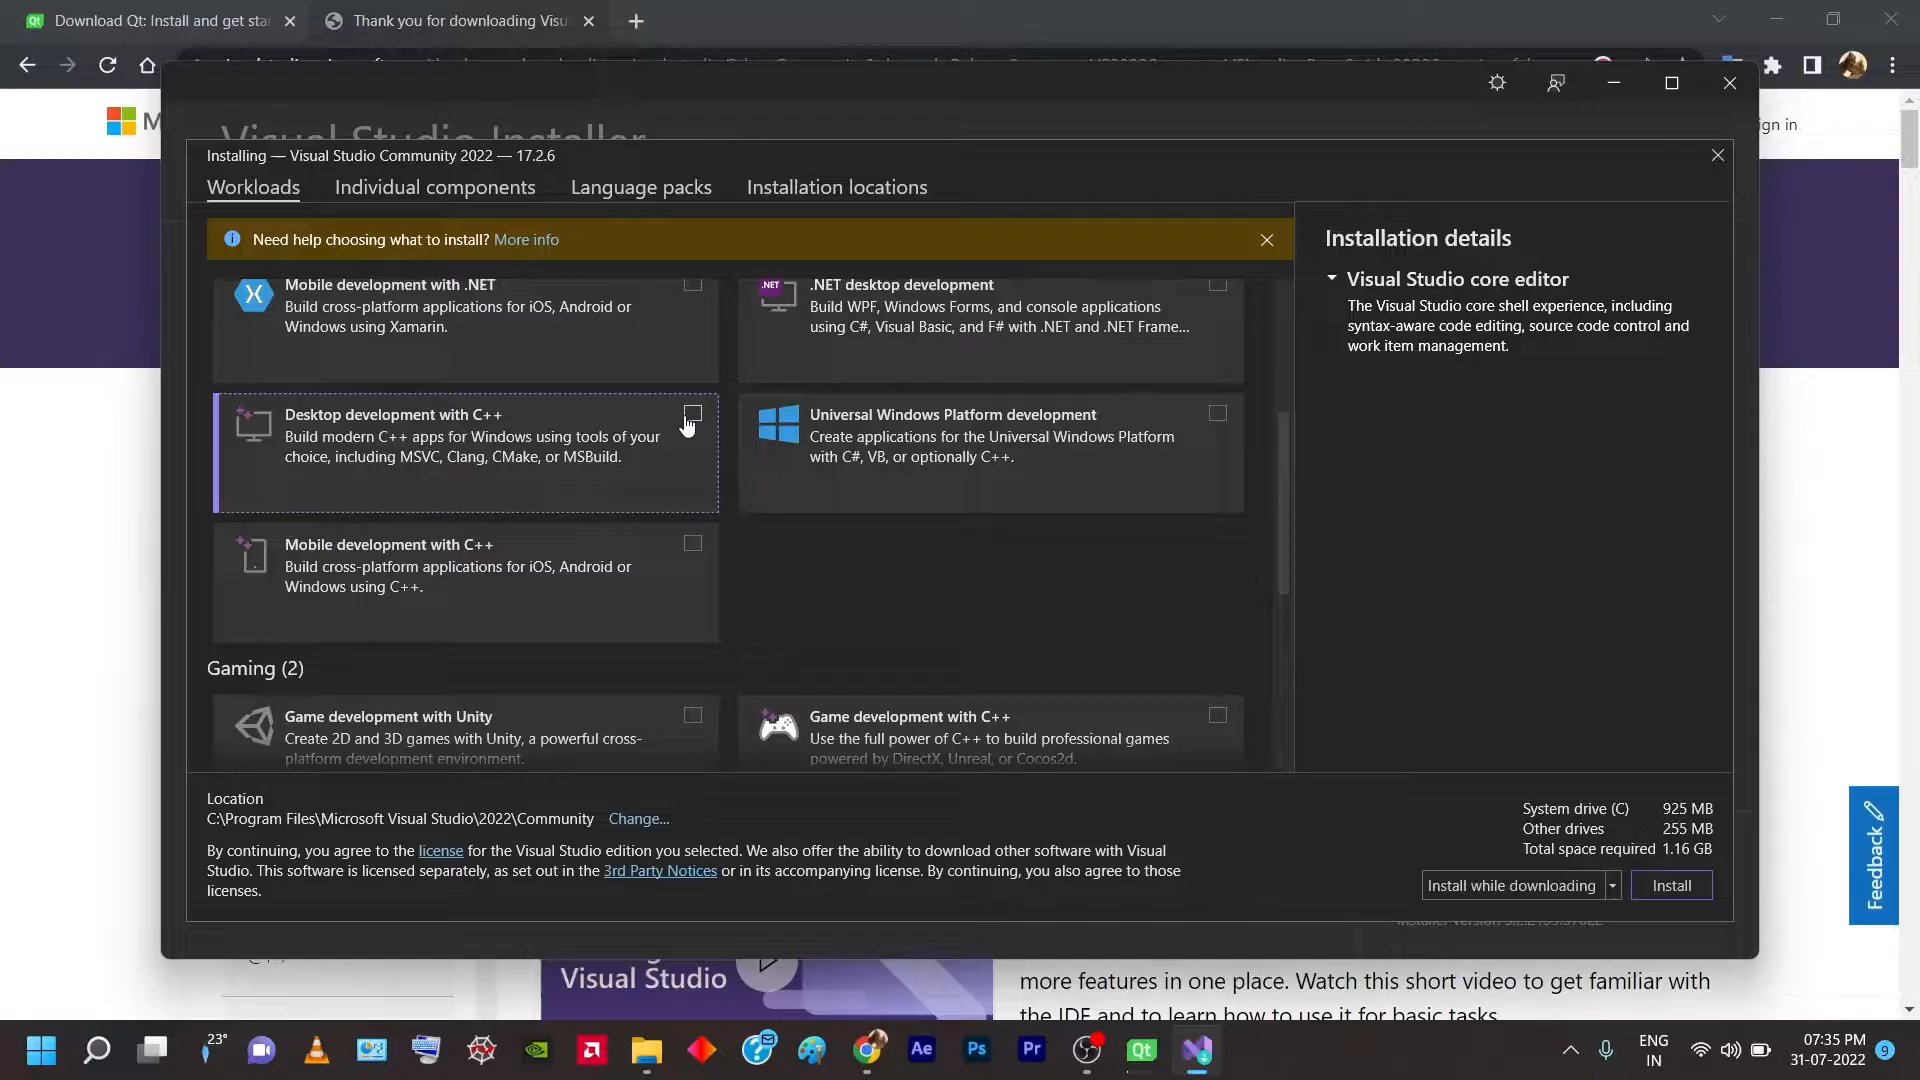 Download Qt: Install and get sta
Thank you for downloading Visu
M
ign in
Visual Studio Installer
Installing — Visual Studio Community 2022 — 17.2.6
Workloads
Individual components
Language packs
Installation locations
Need help choosing what to install? More info
Mobile development with .NET
Build cross-platform applications for iOS, Android or
Windows using Xamarin.
.NET
.NET desktop development
Build WPF, Windows Forms, and console applications
using C#, Visual Basic, and F# with .NET and .NET Frame...
Desktop development with C++
Build modern C++ apps for Windows using tools of your
choice, including MSVC, Clang, CMake, or MSBuild.
Universal Windows Platform development
Create applications for the Universal Windows Platform
with C#, VB, or optionally C++.
Mobile development with C++
Build cross-platform applications for iOS, Android or
Windows using C++.
Gaming (2)
Game development with Unity
Create 2D and 3D games with Unity, a powerful cross-
platform development environment.
Game development with C++
Use the full power of C++ to build professional games
powered by DirectX, Unreal, or Cocos2d.
Installation details
Visual Studio core editor
The Visual Studio core shell experience, including
syntax-aware code editing, source code control and
work item management.
Location
C:\Program Files\Microsoft Visual Studio\2022\Community Change...
By continuing, you agree to the license for the Visual Studio edition you selected. We also offer the ability to download other software with Visual
Studio. This software is licensed separately, as set out in the 3rd Party Notices or in its accompanying license. By continuing, you also agree to those
licenses.
System drive (C) 925 MB
Other drives 255 MB
Total space required 1.16 GB
Install while downloading
Install
Feedback
Visual Studio
more features in one place. Watch this short video to get familiar with
the IDE and to learn how to use it for basic tasks
23°
Ae
Ps
Pr
Qt
ENG
IN
07:35 PM
31-07-2022
9